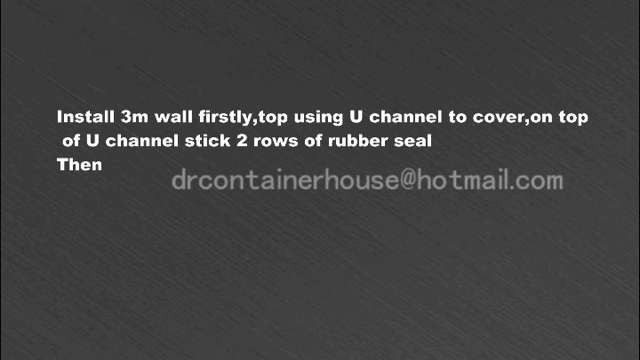 Install 3m wall firstly,top using U channel to cover,on top
of U channel stick 2 rows of rubber seal
Then
drcontainerhouse@hotmail.com